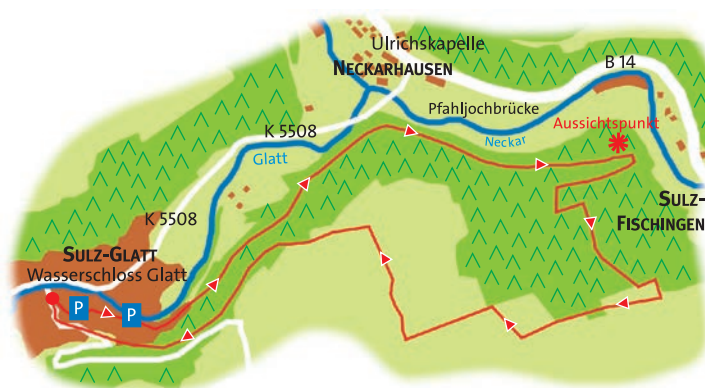 Ulrichskapelle
NECKARHAUSEN
B 14
Pfahljochbrücke
K 5508
Aussichtspunkt
Glatt
Neckar
K 5508
SULZ-
FISCHINGEN
SULZ-GLATT
Wasserschloss Glatt
P
P